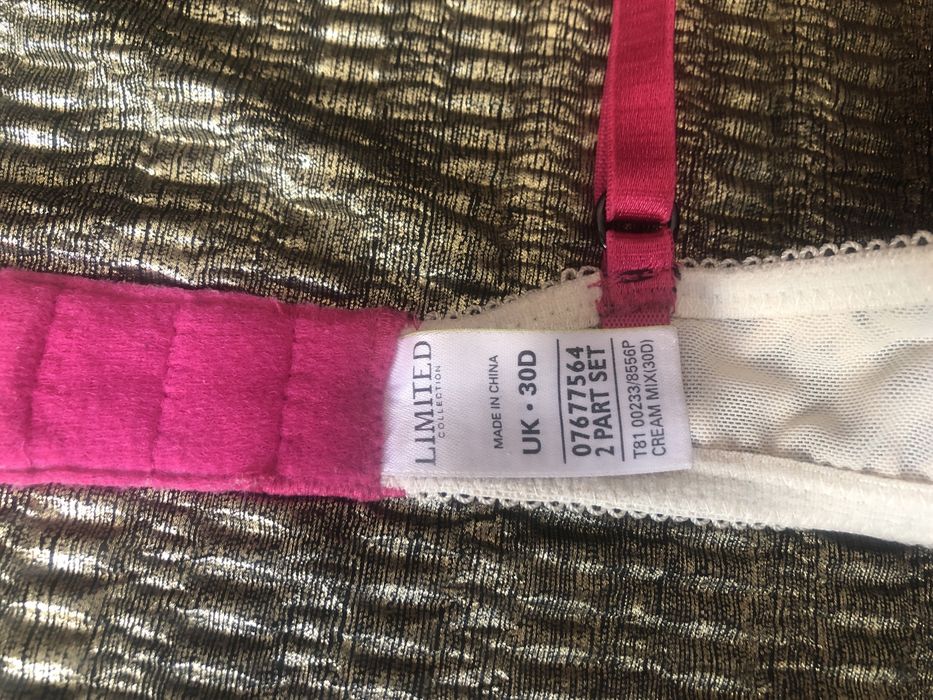 LIMITED
COLLECTION
MADE IN CHINA
UK • 30D
07677564
2 PART SET
T81 00233/8556P
CREAM MIX(30D)